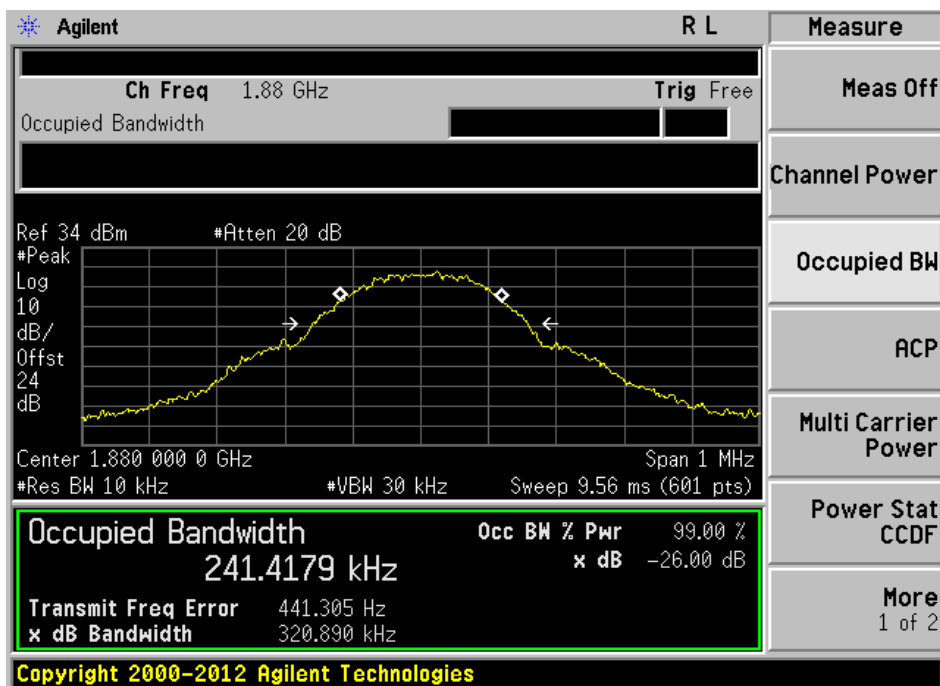 Agilent R L
Ch Freq 1.88 GHz Trig Free
Occupied Bandwidth
Ref 34 dBm #Atten 20 dB
#Peak
Log
10
dB/
Offst
24
dB
Center 1.880 000 0 GHz Span 1 MHz
#Res BW 10 kHz #VBW 30 kHz Sweep 9.56 ms (601 pts)
Occupied Bandwidth Occ BW % Pwr 99.00 %
241.4179 kHz x dB -26.00 dB
Transmit Freq Error 441.305 Hz
x dB Bandwidth 320.890 kHz
Copyright 2000-2012 Agilent Technologies
Measure
Meas Off
Channel Power
Occupied BW
ACP
Multi Carrier
Power
Power Stat
CCDF
More
1 of 2